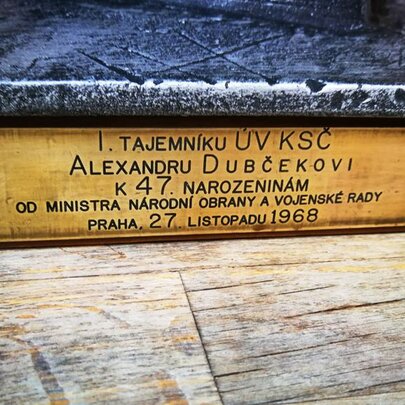 I. TAJEMNÍKU ÚV KSČ
ALEXANDRU DUBČEKOVI
K 47. NAROZENINÁM
OD MINISTRA NÁRODNÍ OBRANY A VOJENSKÉ RADY
PRAHA, 27. LISTOPADU 1968